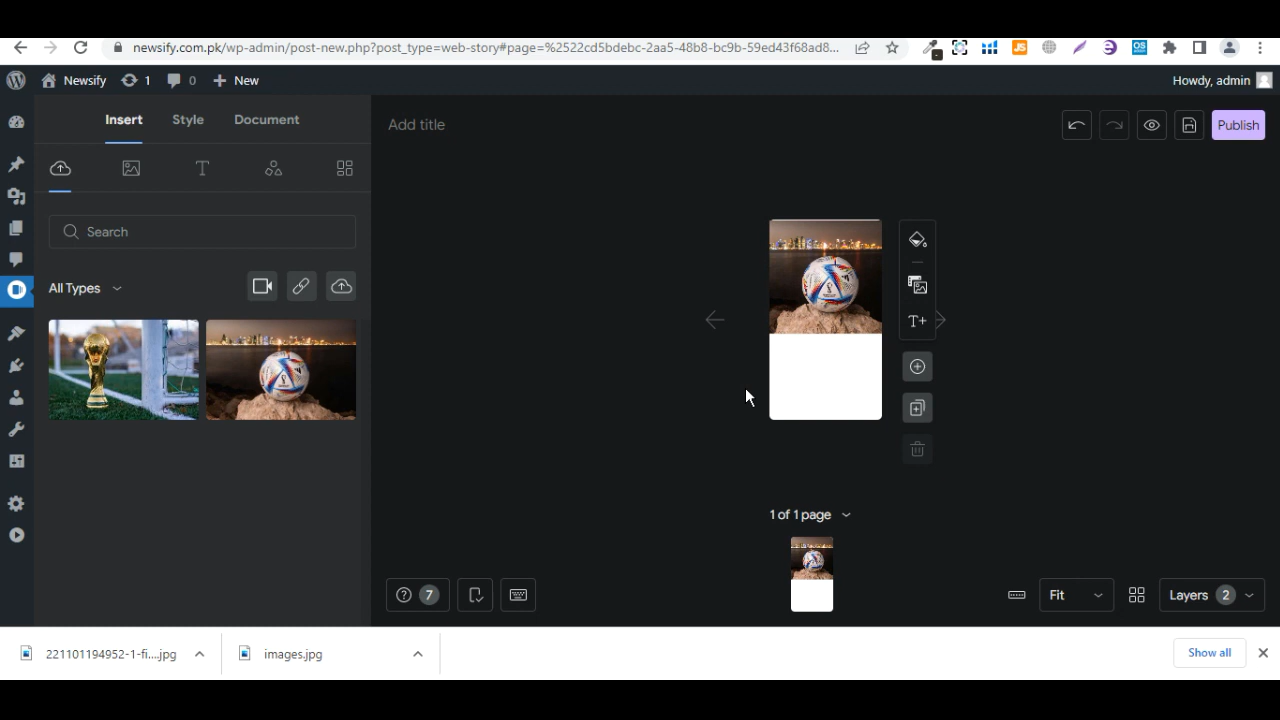 newsify.com.pk/wp-admin/post-new.php?post_type=web-story#page=%2522cd5bdebc-2aa5-48b8-bc9b-59ed43f68ad8...
JS
OS
Newsify 1 0 New
Howdy, admin
Insert Style Document
Add title
Publish
Search
All Types
T+
1 of 1 page
7
Fit
Layers 2
221101194952-1-fi....jpg
images.jpg
Show all